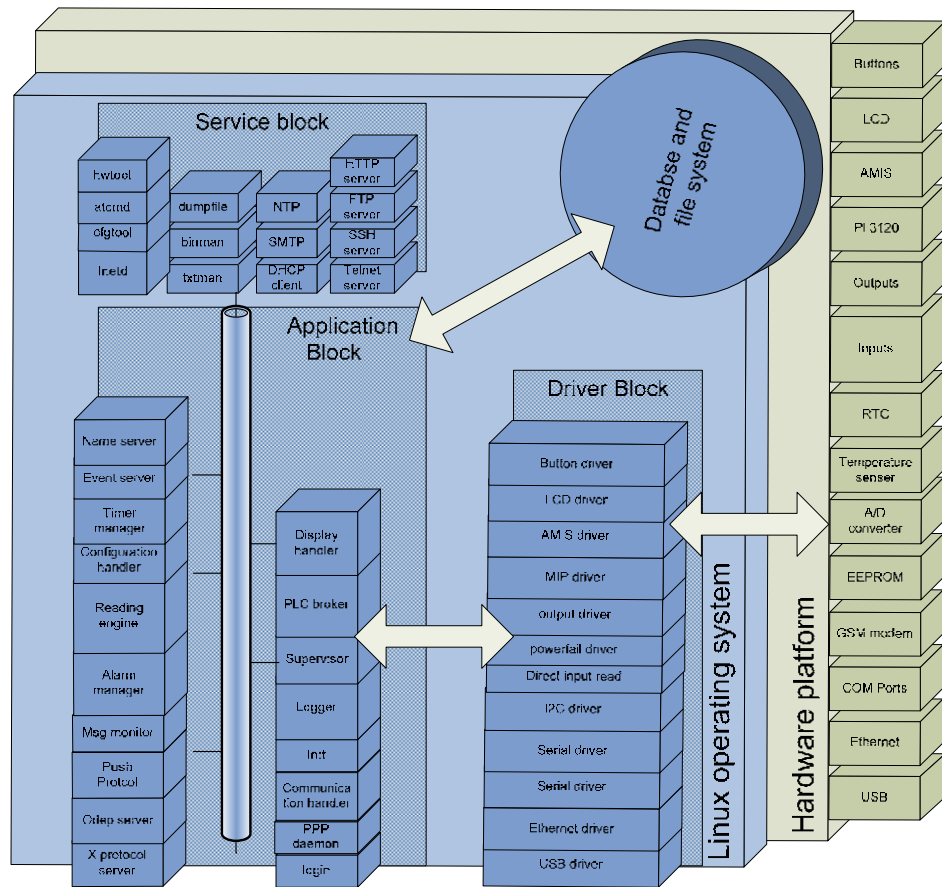 Service block
hwtool
atcmd
cfgtool
Inetd
dumpfile
binman
txtman
NTP
SMTP
DHCP
client
HTTP
server
FTP
server
SSH
server
Telnet
server
Databse and
file system
Application
Block
Name server
Event server
Timer
manager
Configuration
handler
Reading
engine
Alarm
manager
Msg monitor
Push
Protcol
X protocol
server
Display
handler
PLC broker
Supervisor
Logger
Init
Communica
tion handler
PPP
daemon
login
Driver Block
Button driver
LCD driver
AMIS driver
MIP driver
output driver
powerfail driver
Direct input read
I2C driver
Serial driver
Serial driver
Ethernet driver
USB driver
Linux operating system
Hardware platform
Buttons
LCD
AMIS
Pl 3120
Outputs
Inputs
RTC
Temperature
senser
A/D
converter
EEPROM
GSM modem
COM Ports
Ethernet
USB